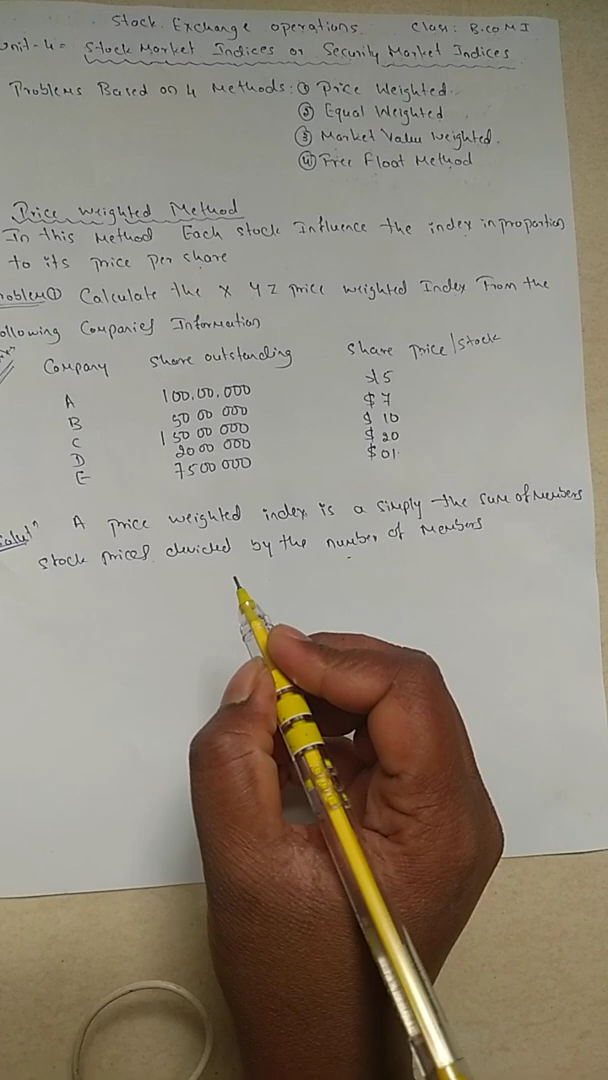 Stock Exchange operations. Class: B.com I
Unit-4= Stock Market Indices or Security Market Indices
Problems Based on 4 Methods: ① Price Weighted.
② Equal Weighted
③ Market Value Weighted.
④ Free Float Method
Price Weighted Method
In this Method Each stock Influence the index in proportion
to its price per share
Problem① Calculate the X Y Z price weighted Index From the
following Companies Information
Company Share outstanding Share price/stock
A 100,00,000 $5
B 50 00 000 $7
C 150 00 000 $10
D 20 00 000 $20
E 7500 000 $01.
Solutⁿ A price weighted index is a simply the sum of Members
stock prices devided by the number of Members